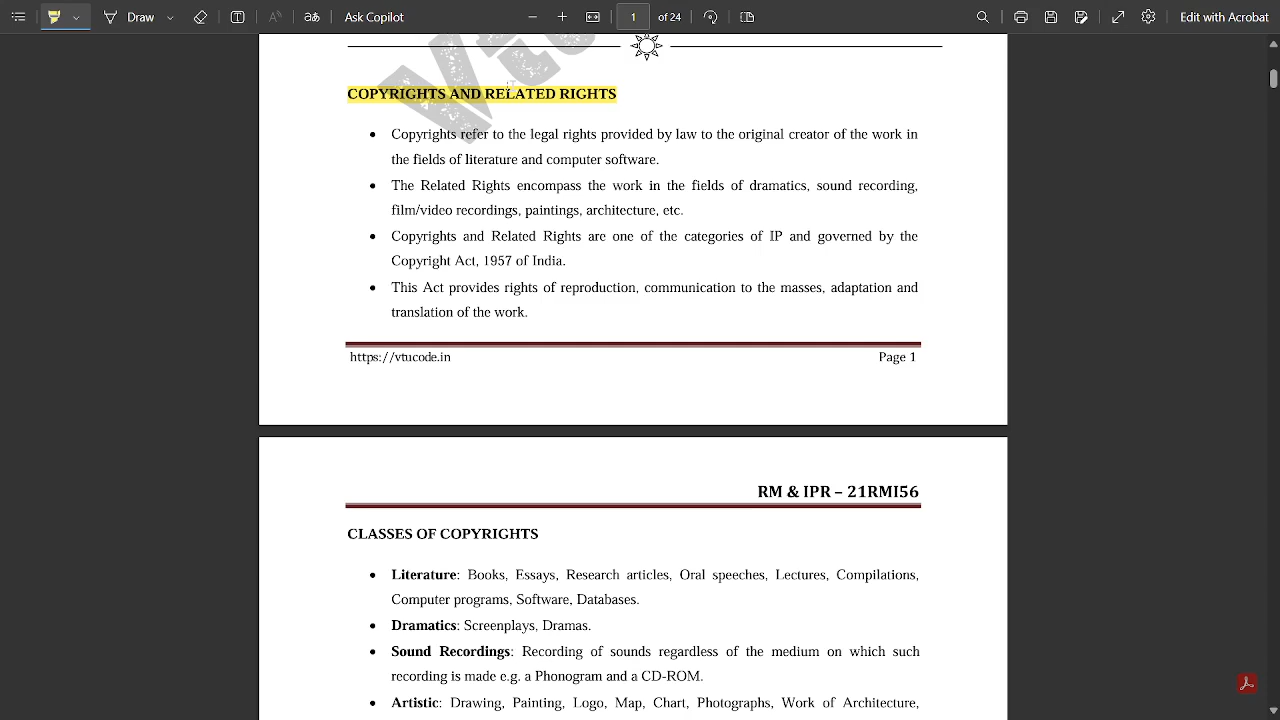 Draw
Ask Copilot
1 of 24
Edit with Acrobat
COPYRIGHTS AND RELATED RIGHTS
• Copyrights refer to the legal rights provided by law to the original creator of the work in
the fields of literature and computer software.
• The Related Rights encompass the work in the fields of dramatics, sound recording,
film/video recordings, paintings, architecture, etc.
• Copyrights and Related Rights are one of the categories of IP and governed by the
Copyright Act, 1957 of India.
• This Act provides rights of reproduction, communication to the masses, adaptation and
translation of the work.
https://vtucode.in Page 1
RM & IPR – 21RMI56
CLASSES OF COPYRIGHTS
• Literature: Books, Essays, Research articles, Oral speeches, Lectures, Compilations,
Computer programs, Software, Databases.
• Dramatics: Screenplays, Dramas.
• Sound Recordings: Recording of sounds regardless of the medium on which such
recording is made e.g. a Phonogram and a CD-ROM.
• Artistic: Drawing, Painting, Logo, Map, Chart, Photographs, Work of Architecture,